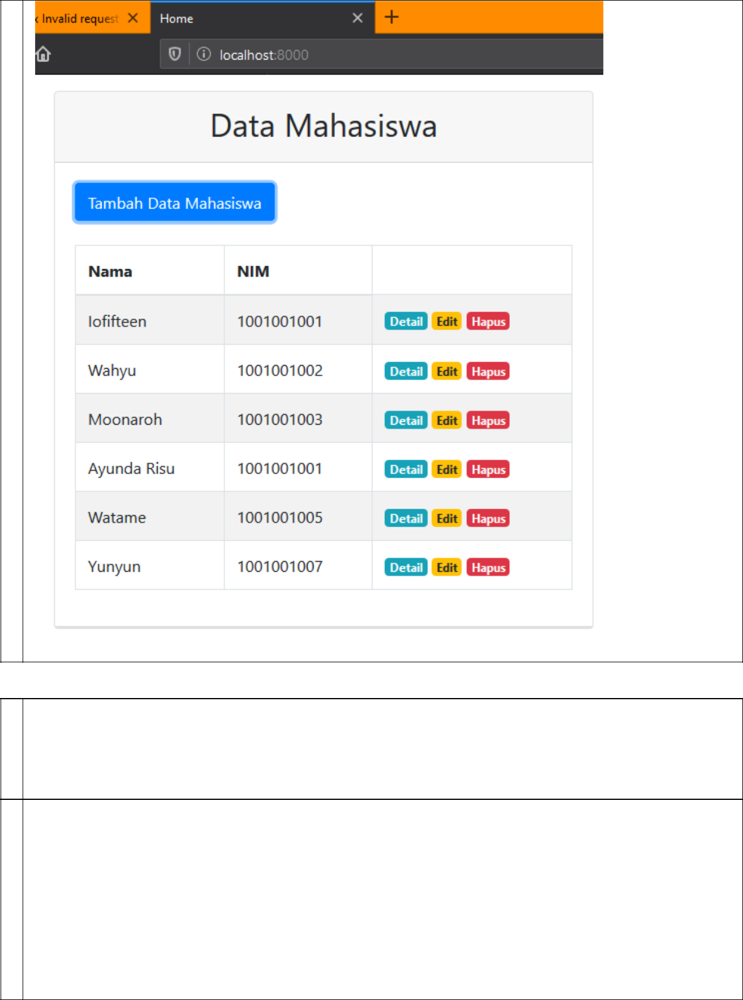 x Invalid request
Home
localhost:8000
Data Mahasiswa
Tambah Data Mahasiswa
Nama NIM
Iofifteen 1001001001 Detail Edit Hapus
Wahyu 1001001002 Detail Edit Hapus
Moonaroh 1001001003 Detail Edit Hapus
Ayunda Risu 1001001001 Detail Edit Hapus
Watame 1001001005 Detail Edit Hapus
Yunyun 1001001007 Detail Edit Hapus